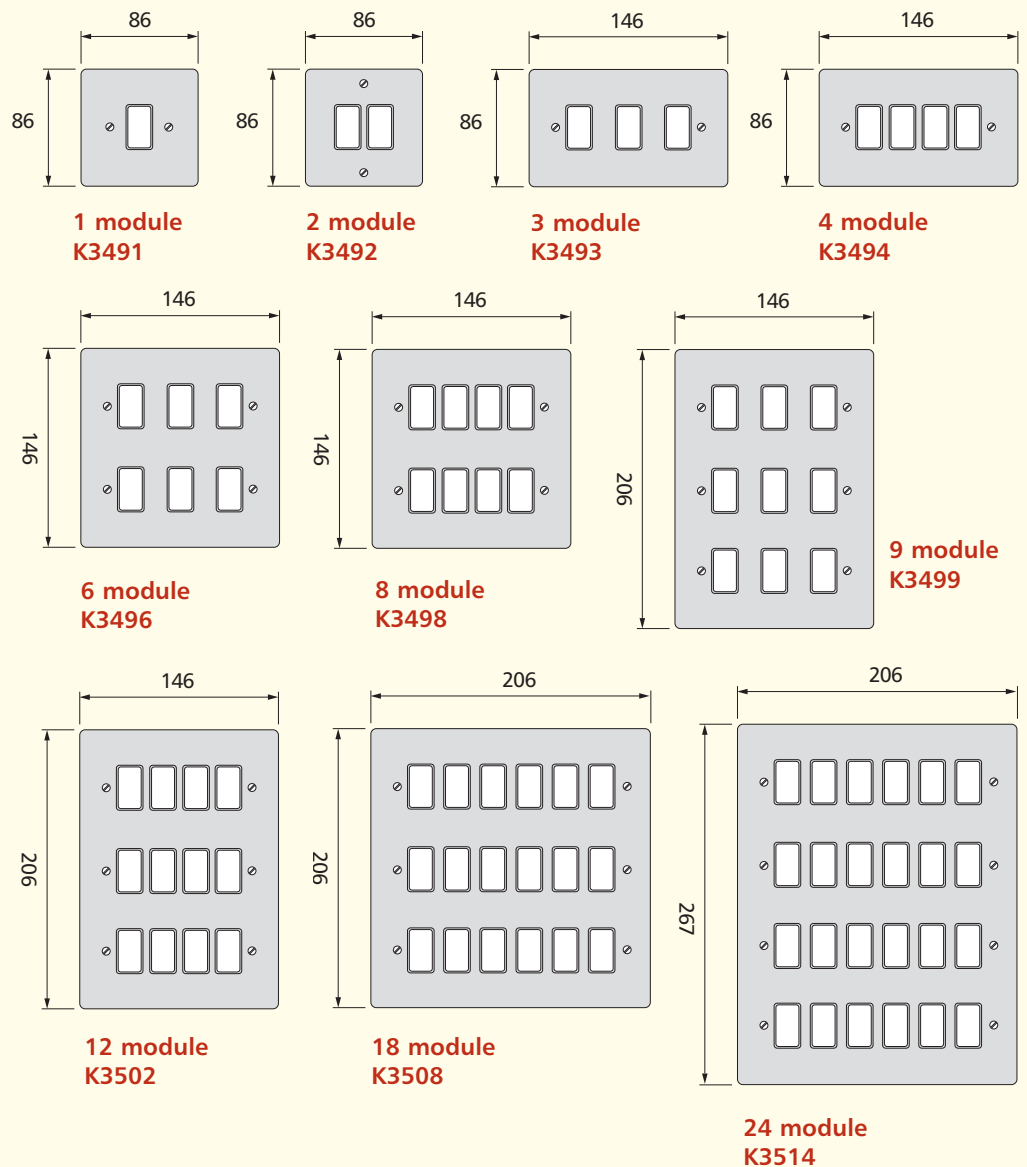 86
86
146
146
86
86
86
86
1 module
K3491
2 module
K3492
3 module
K3493
4 module
K3494
146
146
146
146
146
206
6 module
K3496
8 module
K3498
9 module
K3499
146
206
206
206
206
267
12 module
K3502
18 module
K3508
24 module
K3514